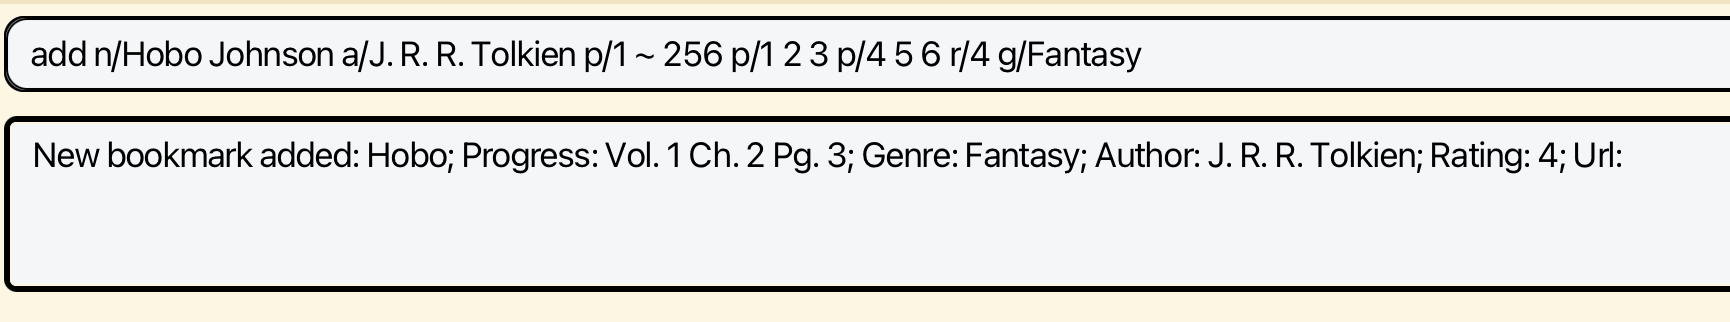 add n/Hobo Johnson a/J. R. R. Tolkien p/1 ~ 256 p/1 2 3 p/4 5 6 r/4 g/Fantasy
New bookmark added: Hobo; Progress: Vol. 1 Ch. 2 Pg. 3; Genre: Fantasy; Author: J. R. R. Tolkien; Rating: 4; Url: